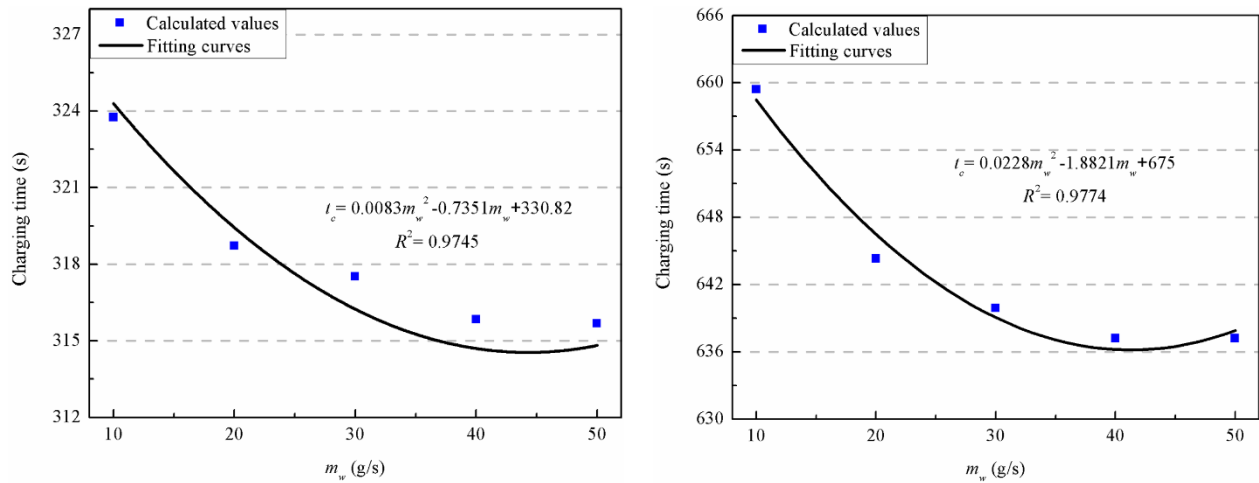 327
324
321
318
315
312
Charging time (s)
Calculated values
Fitting curves
t_c = 0.0083m_w^2-0.7351m_w+330.82
R^2= 0.9745
10 20 30 40 50
m_w (g/s)
666
660
654
648
642
636
630
Charging time (s)
Calculated values
Fitting curves
t_c = 0.0228m_w^2-1.8821m_w+675
R^2= 0.9774
10 20 30 40 50
m_w (g/s)